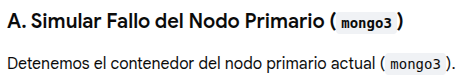 A. Simular Fallo del Nodo Primario ( mongo3 )
Detenemos el contenedor del nodo primario actual ( mongo3 ).